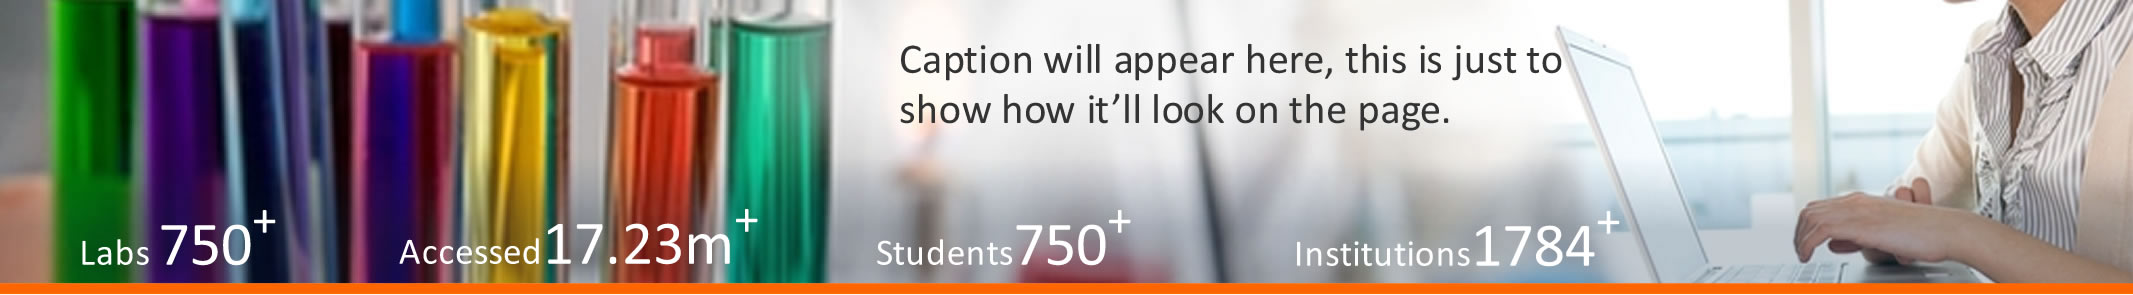 Caption will appear here, this is just to
show how it’ll look on the page.
Labs 750+
Accessed 17.23m+
Students 750+
Institutions 1784+